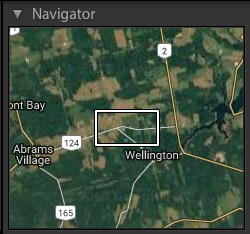 Navigator
2
ont Bay
124
Abrams
Village
Wellington
165